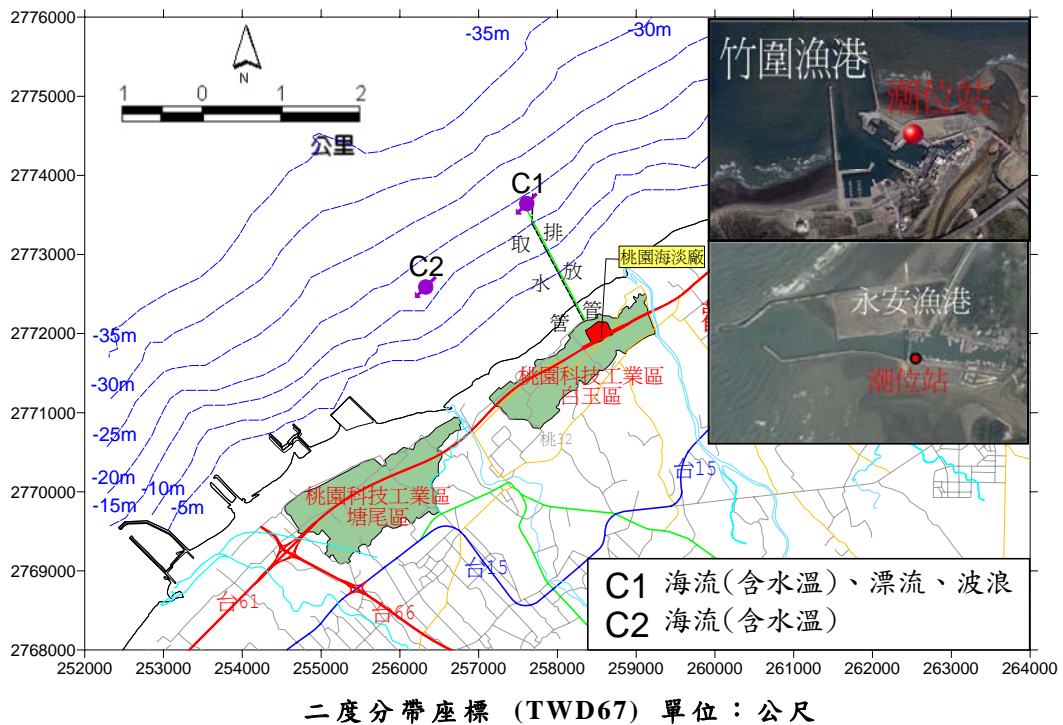 2776000
2775000
2774000
2773000
2772000
2771000
2770000
2769000
2768000
252000 253000 254000 255000 256000 257000 258000 259000 260000 261000 262000 263000 264000
-35m
-30m
N
1 0 1 2
公里
竹圍漁港
潮位站
永安漁港
潮位站
C1
C2
排放管
取水管
桃園海淡廠
-35m
-30m
-25m
-20m
-15m
-10m
-5m
桃園科技工業區
白玉區
桃32
桃園科技工業區
塘尾區
台15
台15
台61
台66
C1 海流(含水溫)、漂流、波浪
C2 海流(含水溫)
二度分帶座標 (TWD67) 單位：公尺